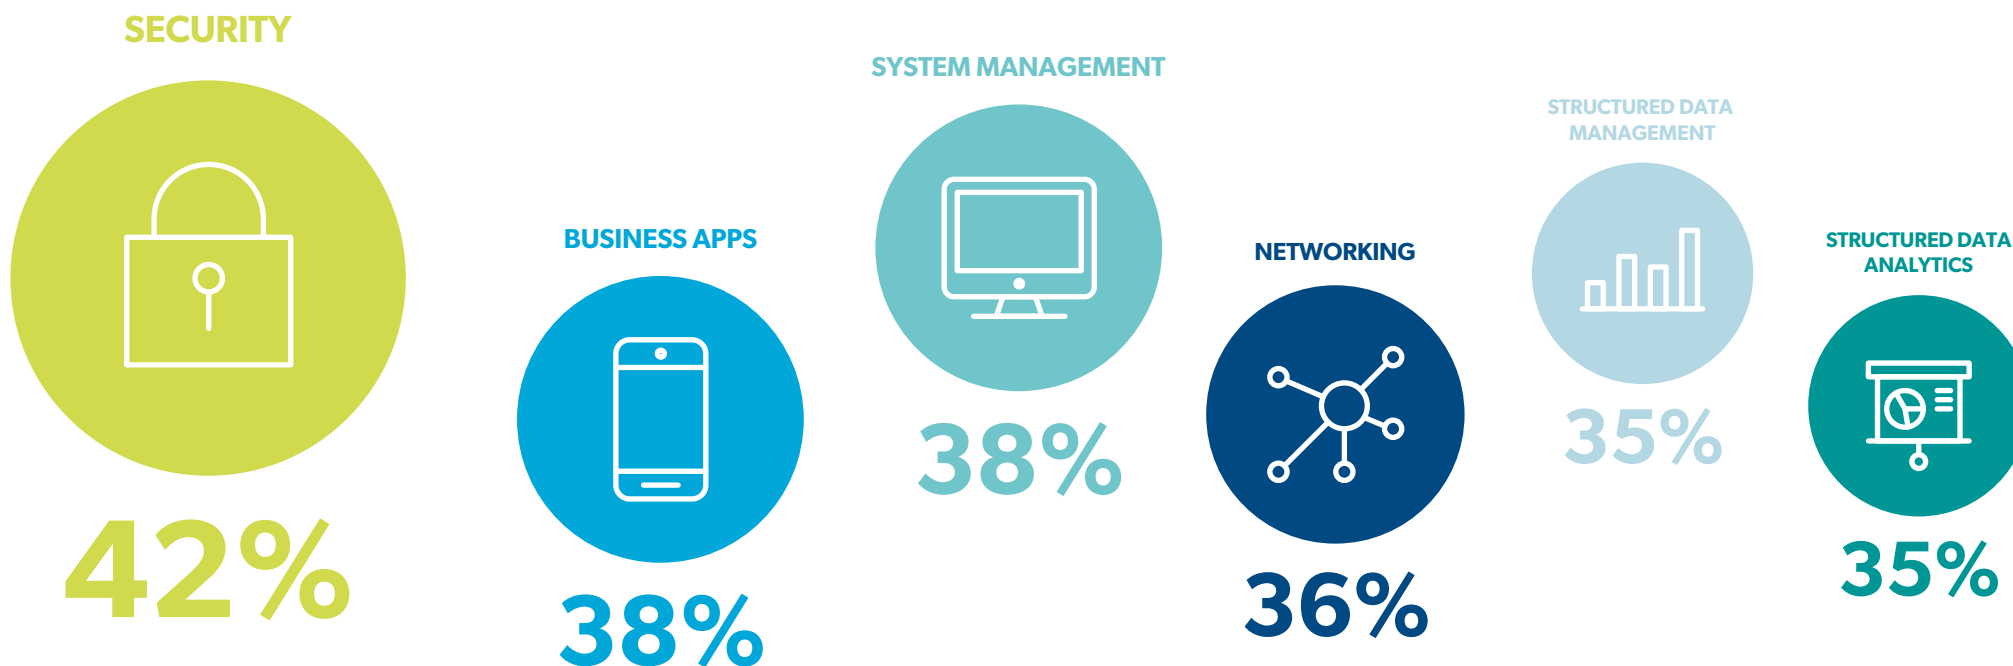 SECURITY
42%
BUSINESS APPS
38%
SYSTEM MANAGEMENT
38%
NETWORKING
36%
STRUCTURED DATA
MANAGEMENT
35%
STRUCTURED DATA
ANALYTICS
35%